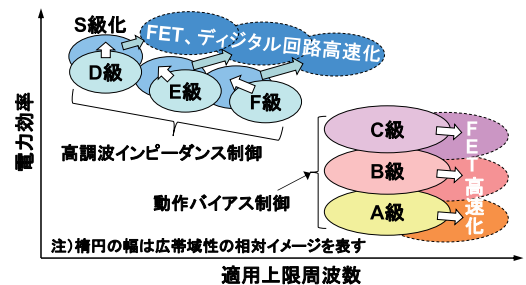 S級化
FET、ディジタル回路高速化
D級
E級
F級
高調波インピーダンス制御
電力効率
C級
B級
A級
FET高速化
動作バイアス制御
注）楕円の幅は広帯域性の相対イメージを表す
適用上限周波数